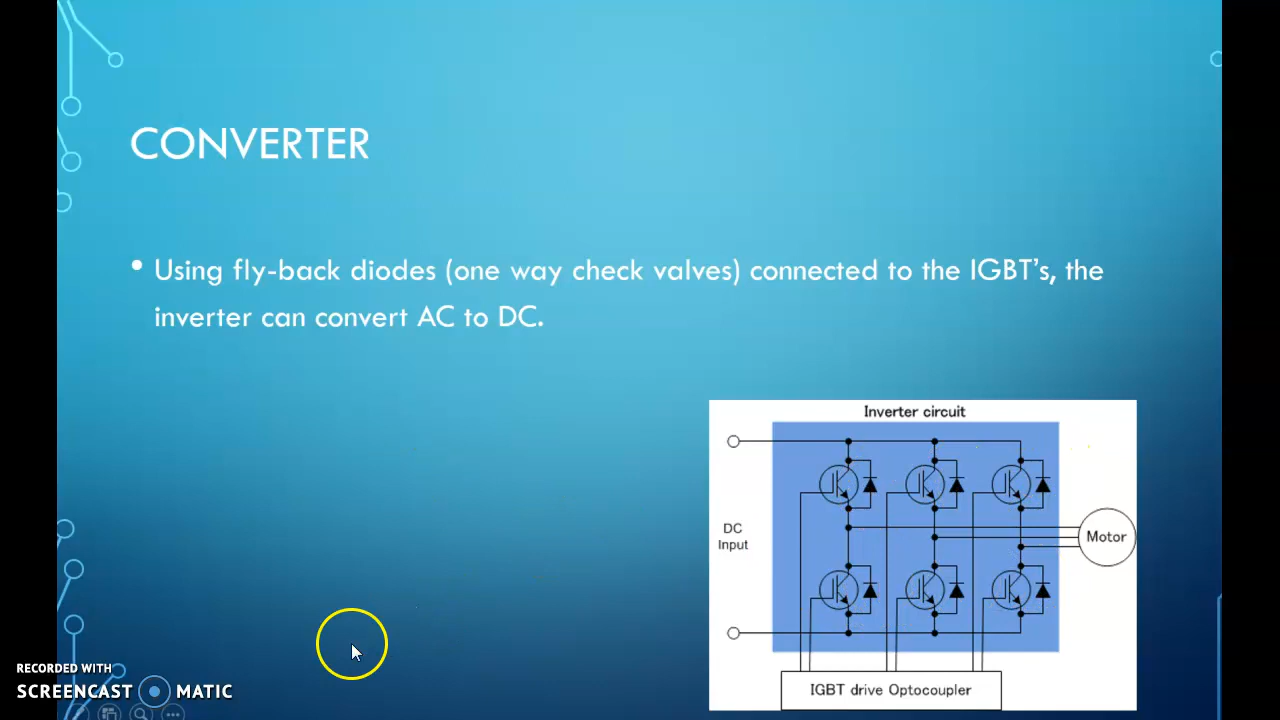 CONVERTER
• Using fly-back diodes (one way check valves) connected to the IGBT's, the
inverter can convert AC to DC.
Inverter circuit
DC
Input
Motor
IGBT drive Optocoupler
RECORDED WITH
SCREENCAST MATIC